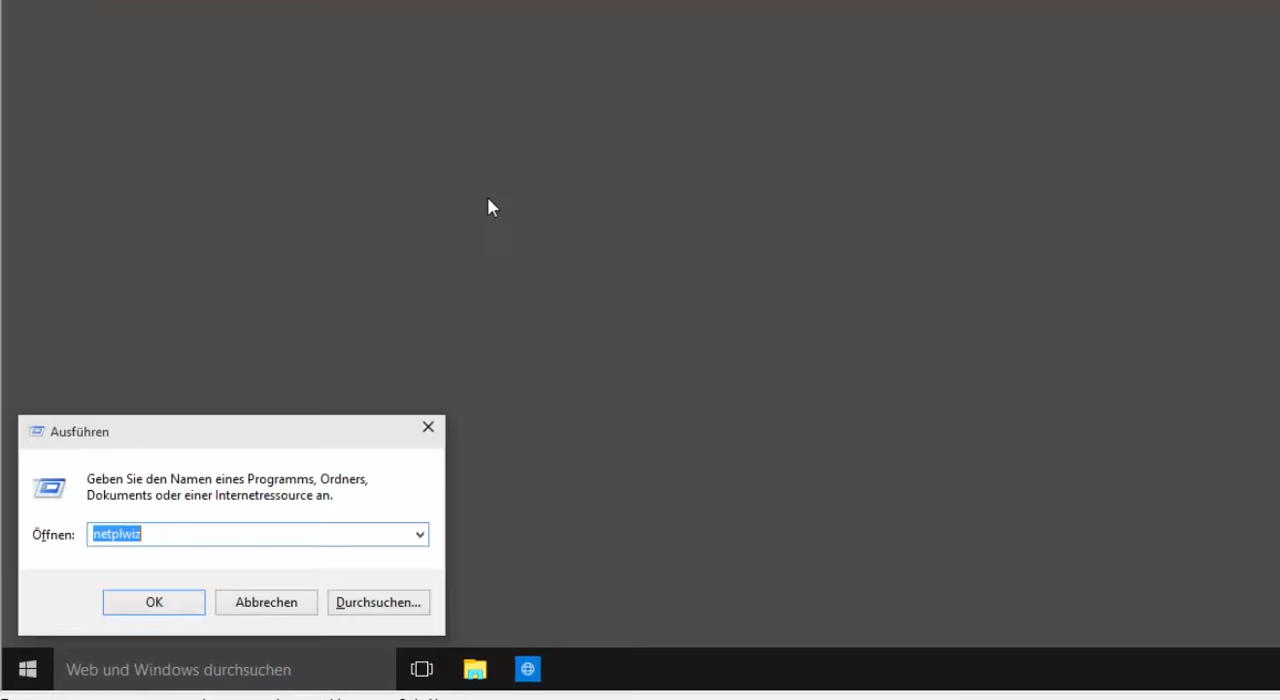 Ausführen
Geben Sie den Namen eines Programms, Ordners,
Dokuments oder einer Internetressource an.
Öffnen: netplwiz
OK Abbrechen Durchsuchen...
Web und Windows durchsuchen